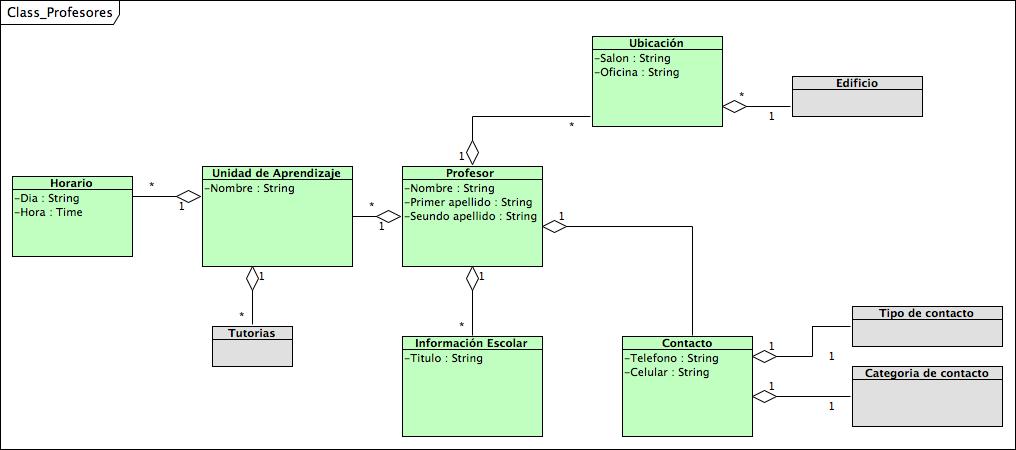 Class_Profesores
Ubicación
-Salon : String
-Oficina : String
*
1
Edificio
*
1
Horario
-Dia : String
-Hora : Time
*
1
Unidad de Aprendizaje
-Nombre : String
*
1
Profesor
-Nombre : String
-Primer apellido : String
-Seundo apellido : String
1
1
*
Tutorias
1
*
Información Escolar
-Titulo : String
Contacto
-Telefono : String
-Celular : String
1
1
Tipo de contacto
1
1
Categoria de contacto